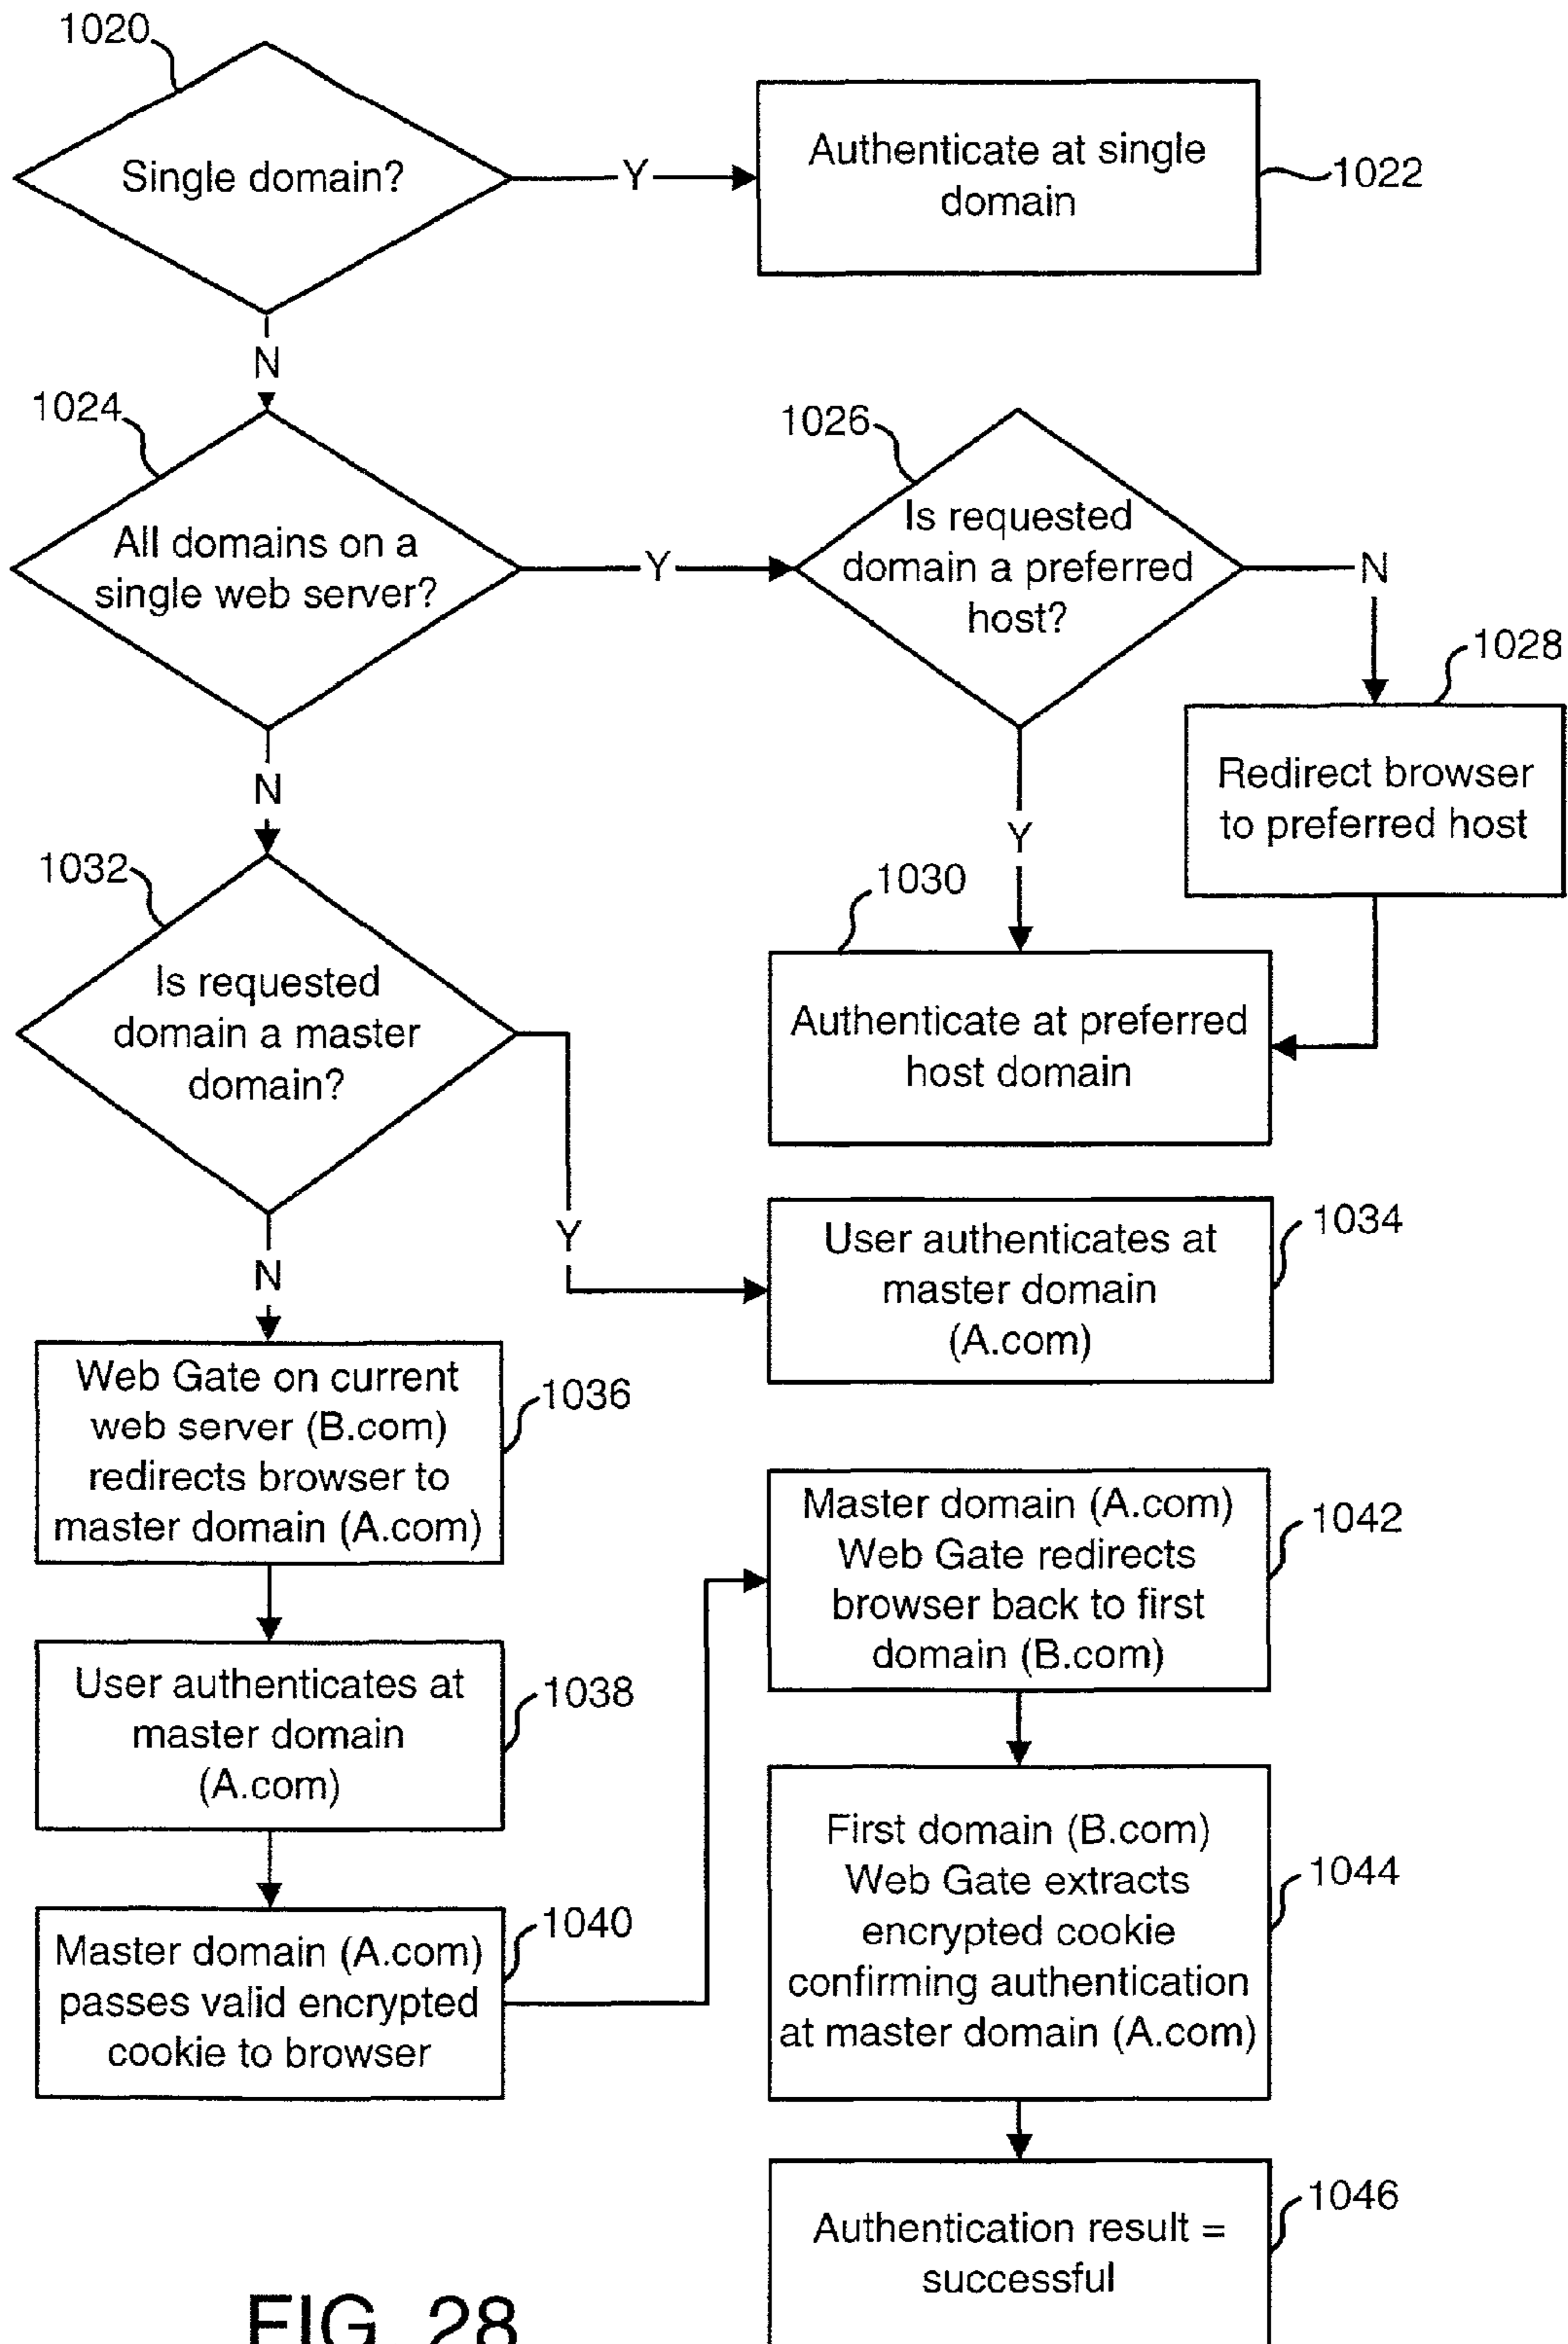 1020
Single domain?
Y
Authenticate at single
domain
1022
N
1024
All domains on a
single web server?
Y
1026
Is requested
domain a preferred
host?
N
1028
Redirect browser
to preferred host
Y
1030
Authenticate at preferred
host domain
N
1032
Is requested
domain a master
domain?
Y
1034
User authenticates at
master domain
(A.com)
N
Web Gate on current
web server (B.com)
redirects browser to
master domain (A.com)
1036
User authenticates at
master domain
(A.com)
1038
Master domain (A.com)
passes valid encrypted
cookie to browser
1040
Master domain (A.com)
Web Gate redirects
browser back to first
domain (B.com)
1042
First domain (B.com)
Web Gate extracts
encrypted cookie
confirming authentication
at master domain (A.com)
1044
Authentication result =
successful
1046
FIG. 28